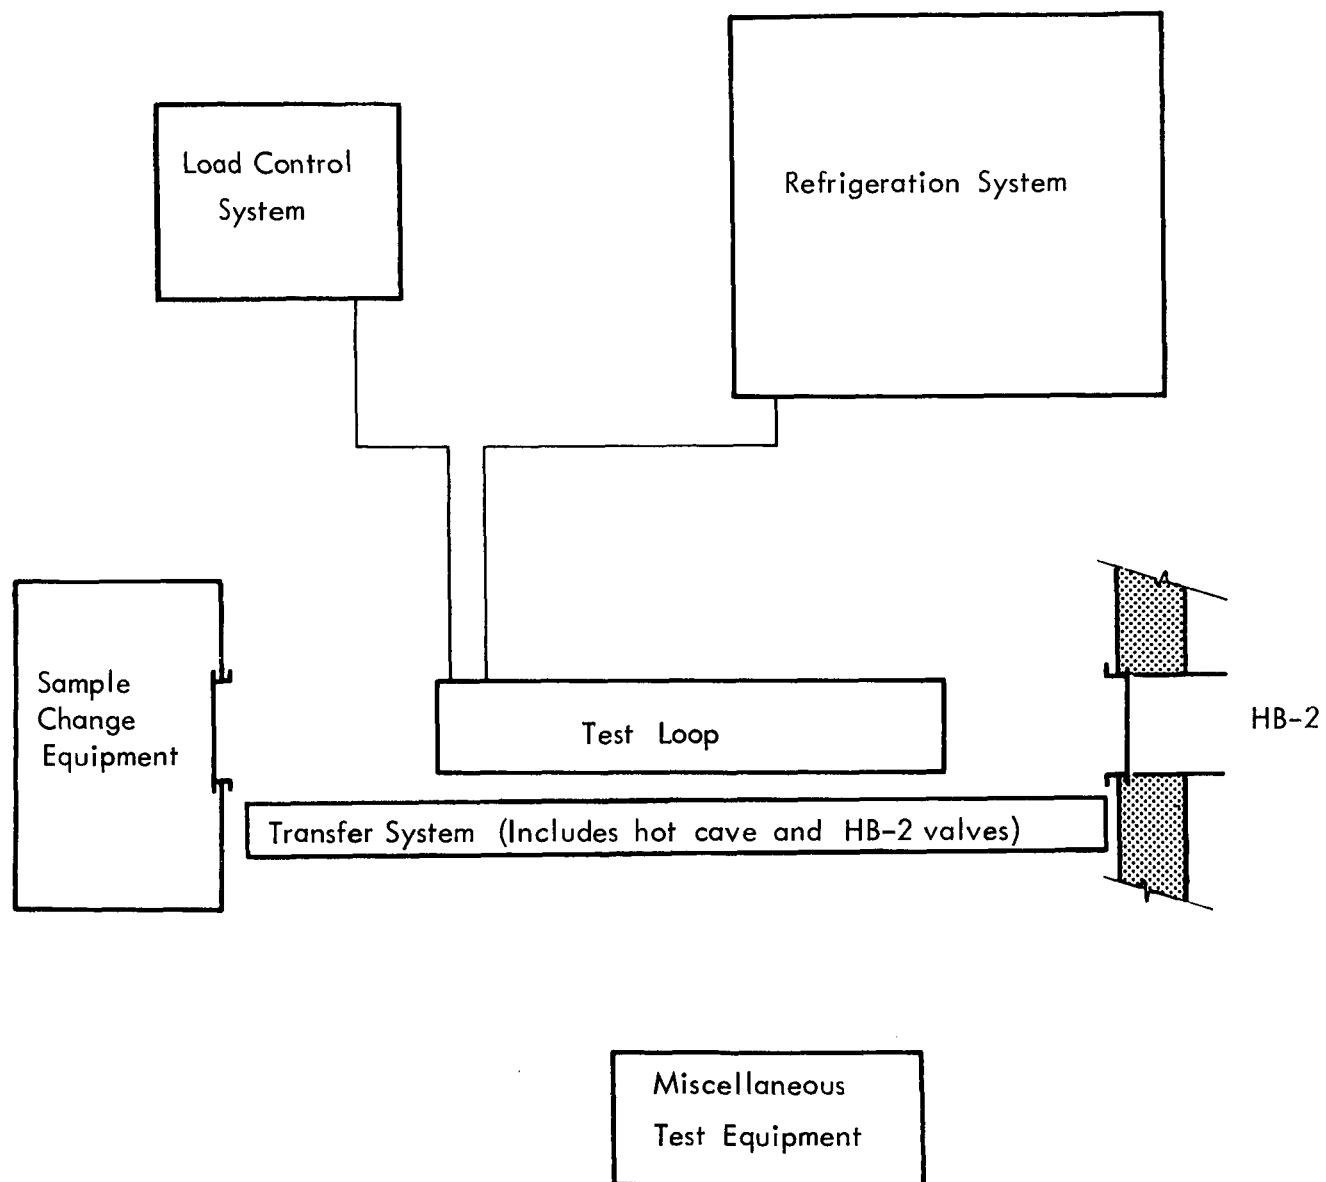 Load Control
System
Refrigeration System
Sample
Change
Equipment
Test Loop
HB-2
Transfer System (Includes hot cave and HB-2 valves)
Miscellaneous
Test Equipment